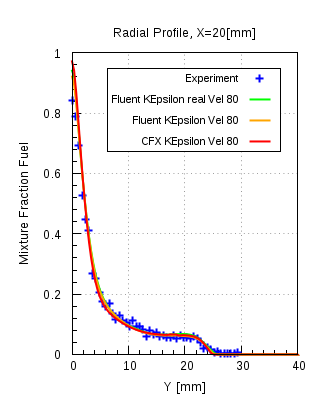 Radial Profile, X=20[mm]
Experiment
Fluent KEpsilon real Vel 80
Fluent KEpsilon Vel 80
CFX KEpsilon Vel 80
Mixture Fraction Fuel
1
0.8
0.6
0.4
0.2
0
0
10
20
30
40
Y [mm]